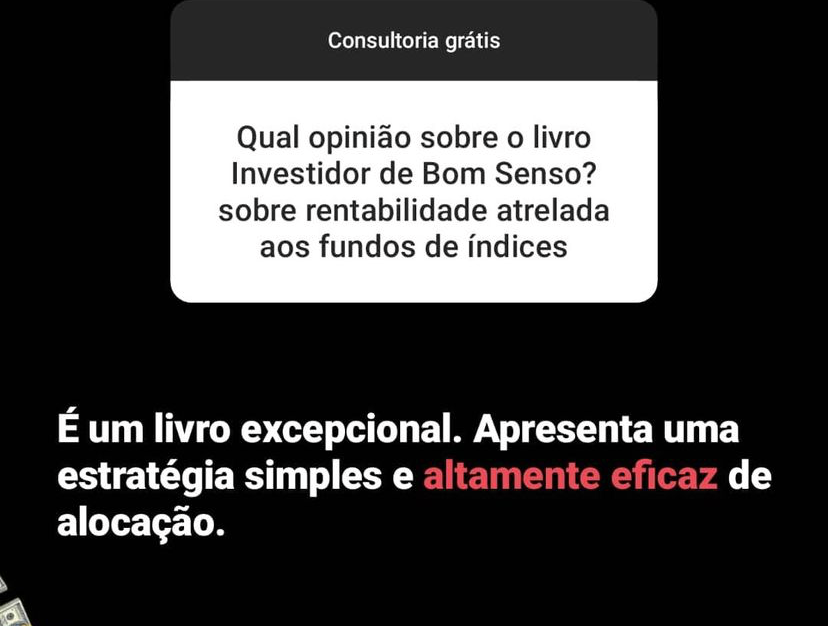 Consultoria grátis
Qual opinião sobre o livro
Investidor de Bom Senso?
sobre rentabilidade atrelada
aos fundos de índices
É um livro excepcional. Apresenta uma
estratégia simples e altamente eficaz de
alocação.